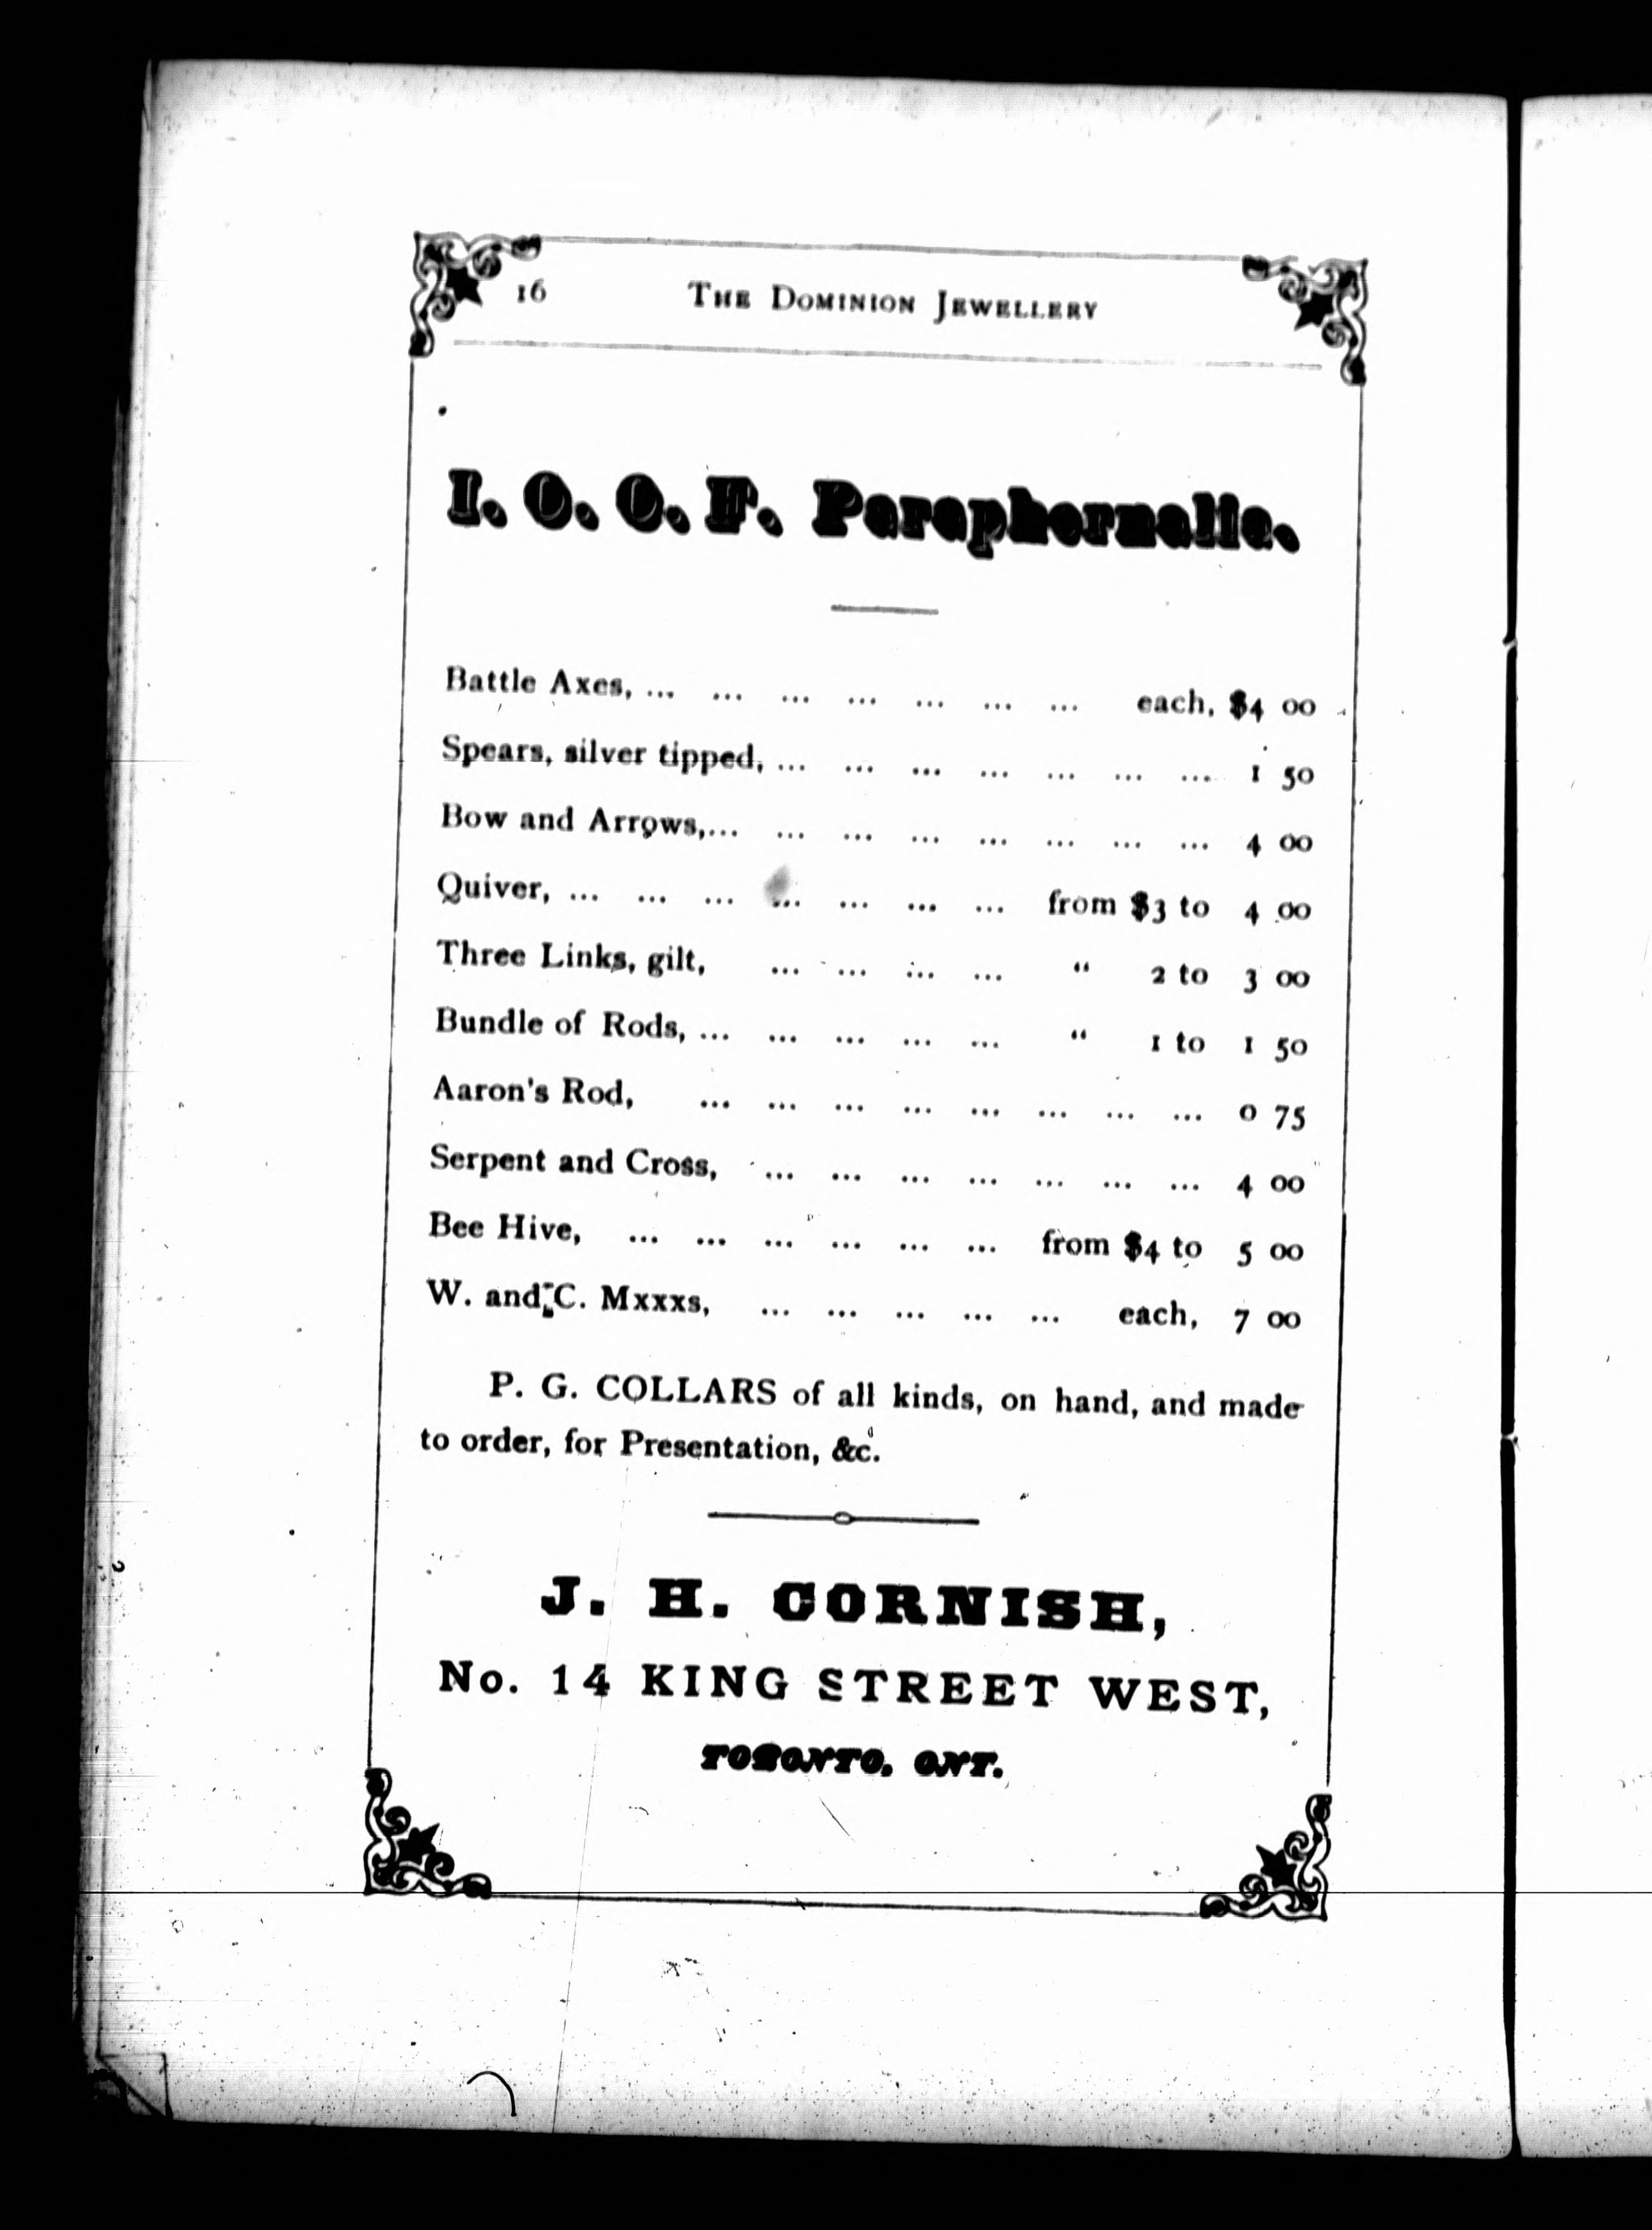 16 THE DOMINION JEWELLERY
I. O. O. F. Paraphernalia.
Battle Axes, ... ... ... ... ... ... ... each, $4 00
Spears, silver tipped, ... ... ... ... ... ... ... 1 50
Bow and Arrows,... ... ... ... ... ... ... ... 4 00
Quiver, ... ... ... ... ... ... ... from $3 to 4 00
Three Links, gilt, ... ... ... ... “ 2 to 3 00
Bundle of Rods, ... ... ... ... ... “ 1 to 1 50
Aaron's Rod, ... ... ... ... ... ... ... ... 0 75
Serpent and Cross, ... ... ... ... ... ... ... 4 00
Bee Hive, ... ... ... ... ... ... from $4 to 5 00
W. and C. Mxxxs, ... ... ... ... ... each, 7 00
P. G. COLLARS of all kinds, on hand, and made
to order, for Presentation, &c.
J. H. CORNISH,
No. 14 KING STREET WEST,
TORONTO, ONT.